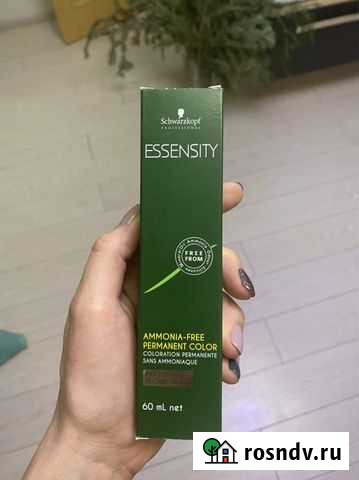 Schwarzkopf
PROFESSIONAL
ESSENSITY
FREE
FROM
AMMONIA-FREE
PERMANENT COLOR
COLORATION PERMANENTE
SANS AMMONIAQUE
60 mL net
rosndv.ru